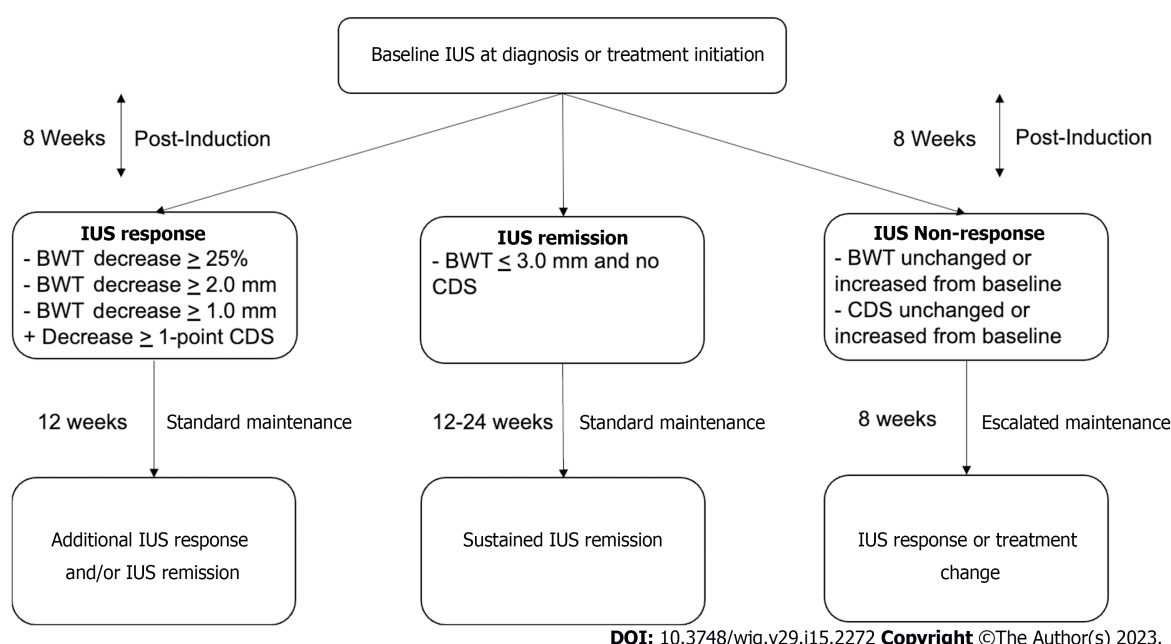 Baseline IUS at diagnosis or treatment initiation
8 Weeks
Post-Induction
8 Weeks
Post-Induction
IUS response
- BWT decrease ≥ 25%
- BWT decrease ≥ 2.0 mm
- BWT decrease ≥ 1.0 mm
+ Decrease ≥ 1-point CDS
IUS remission
- BWT ≤ 3.0 mm and no
CDS
IUS Non-response
- BWT unchanged or
increased from baseline
- CDS unchanged or
increased from baseline
12 weeks
Standard maintenance
12-24 weeks
Standard maintenance
8 weeks
Escalated maintenance
Additional IUS response
and/or IUS remission
Sustained IUS remission
IUS response or treatment
change
DOI: 10.3748/wjg.v29.i15.2272 Copyright ©The Author(s) 2023.